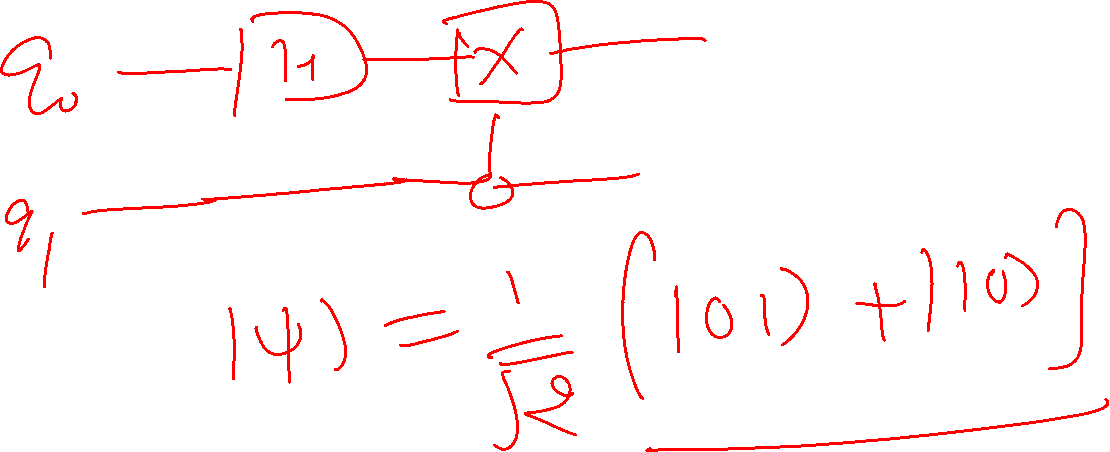 q₀ H X
q₁
|ψ⟩ = 1/√2 (|01⟩ + |10⟩]